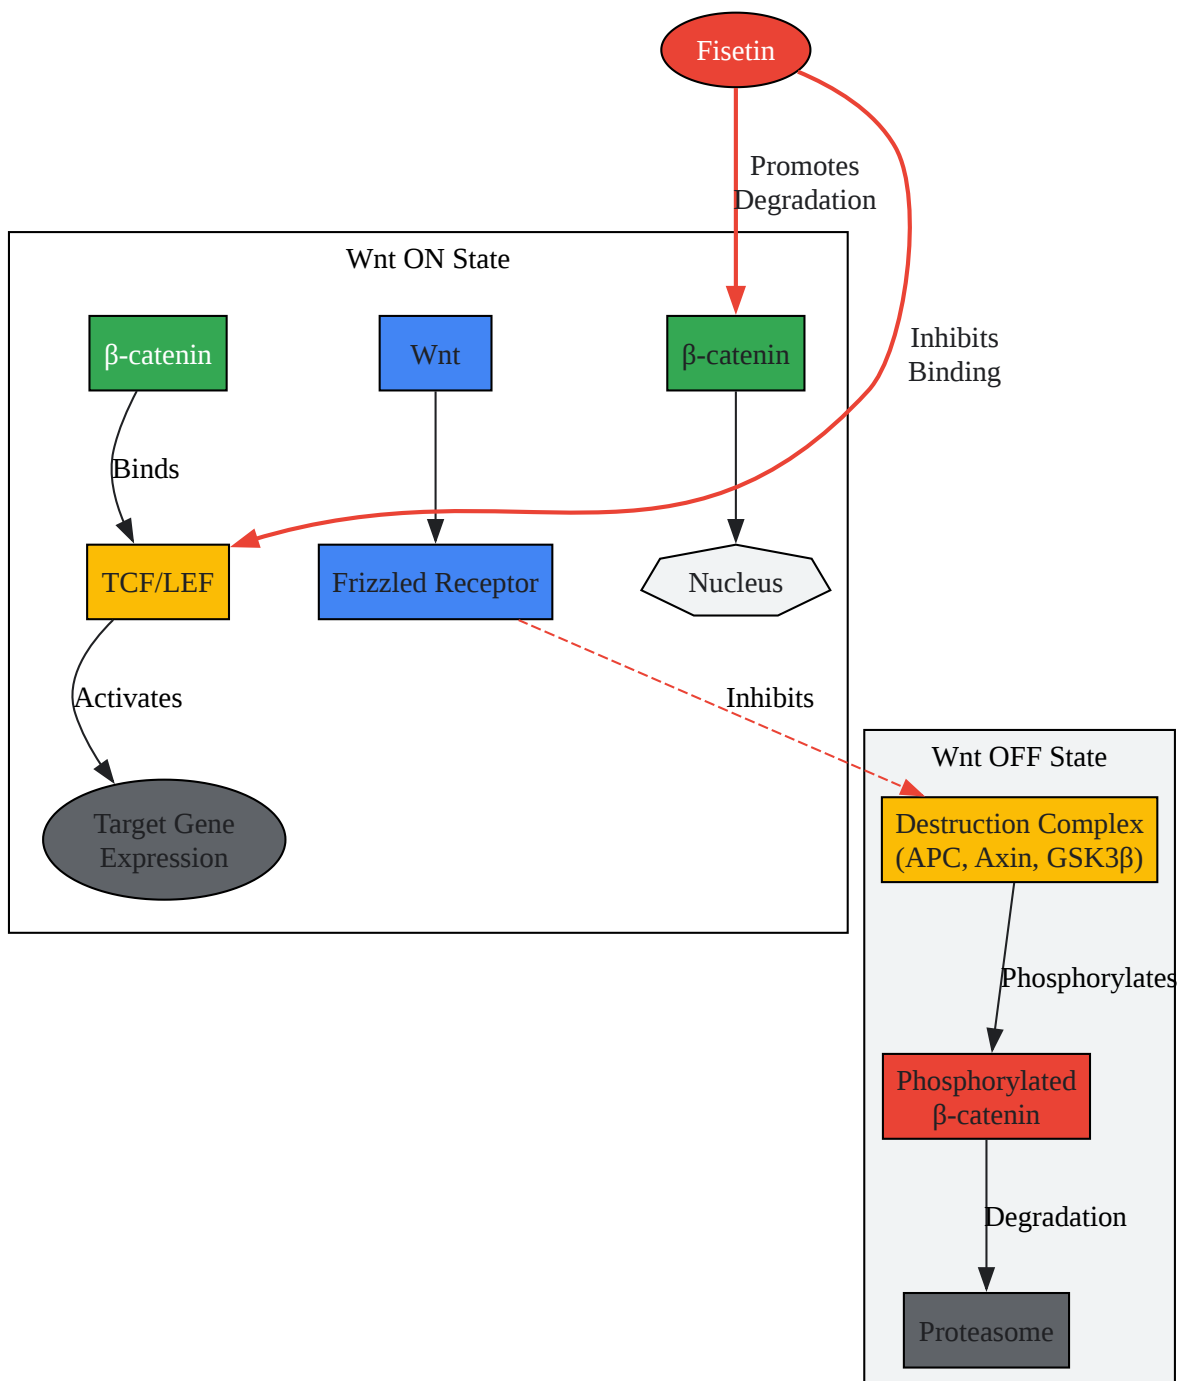 Fisetin
Promotes
Degradation
Wnt ON State
Inhibits
Binding
β-catenin
Wnt
β-catenin
Binds
TCF/LEF
Frizzled Receptor
Nucleus
Activates
Inhibits
Wnt OFF State
Target Gene
Expression
Destruction Complex
(APC, Axin, GSK3β)
Phosphorylates
Phosphorylated
β-catenin
Degradation
Proteasome